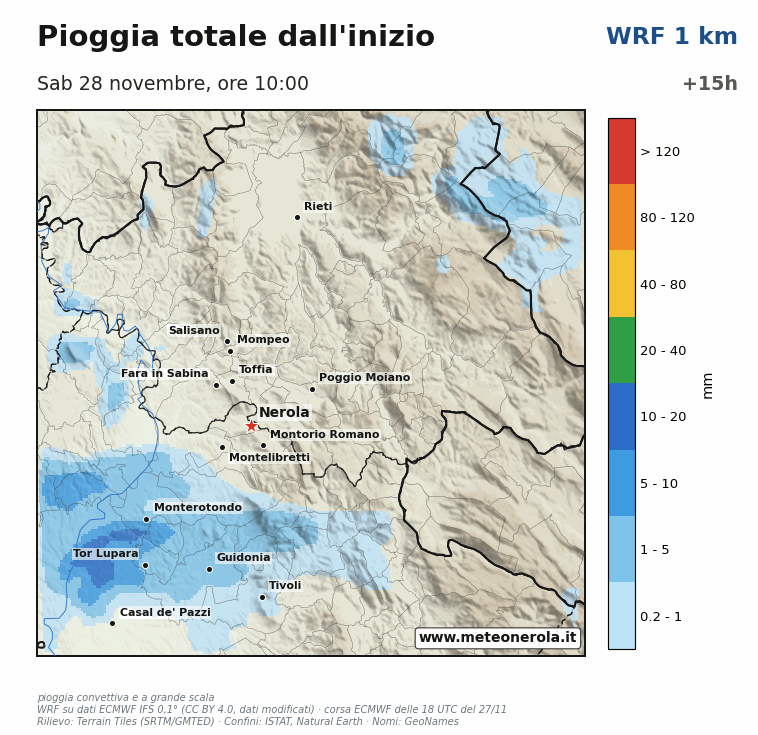 Pioggia totale dall'inizio
WRF 1 km
Sab 28 novembre, ore 10:00
+15h
Rieti
Salisano
Mompeo
Fara in Sabina
Toffia
Poggio Moiano
Nerola
Montorio Romano
Montelibretti
Monterotondo
Tor Lupara
Guidonia
Tivoli
Casal de' Pazzi
www.meteonerola.it
> 120
80 - 120
40 - 80
20 - 40
10 - 20
5 - 10
1 - 5
0.2 - 1
mm
pioggia convettiva e a grande scala
WRF su dati ECMWF IFS 0,1° (CC BY 4.0, dati modificati) · corsa ECMWF delle 18 UTC del 27/11
Rilievo: Terrain Tiles (SRTM/GMTED) · Confini: ISTAT, Natural Earth · Nomi: GeoNames